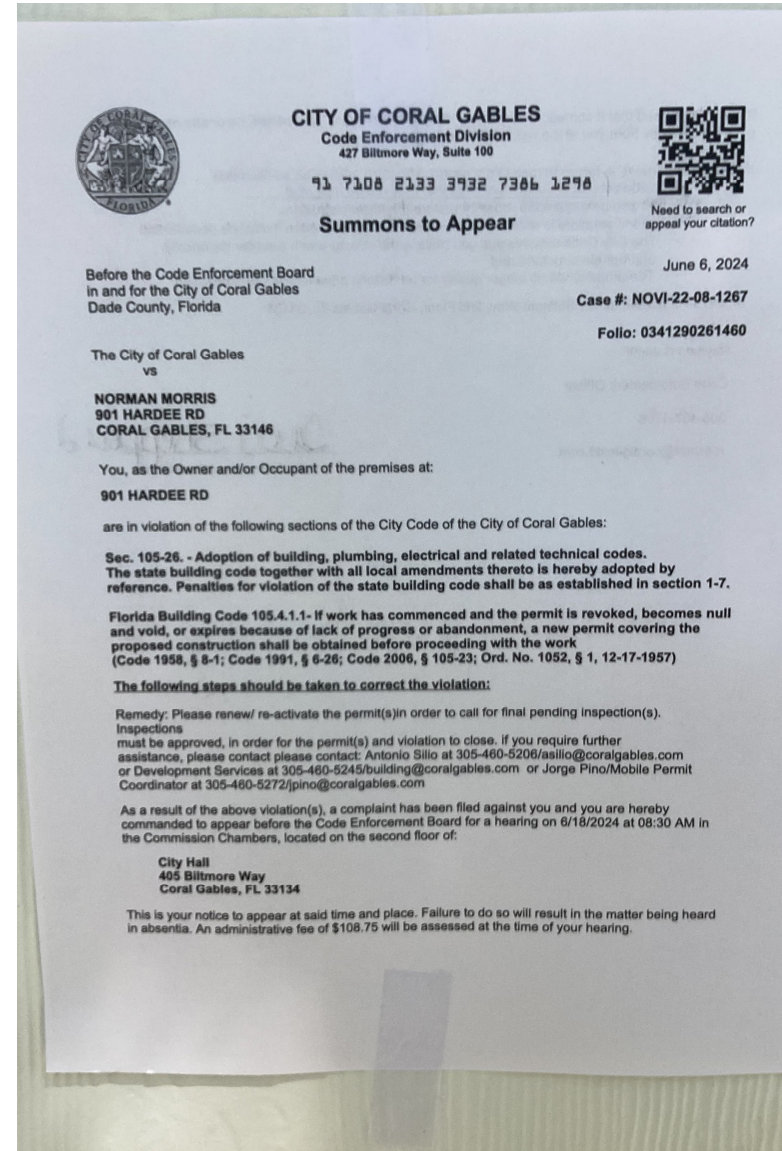 CITY OF CORAL GABLES
FLORIDA
CITY OF CORAL GABLES
Code Enforcement Division
427 Biltmore Way, Suite 100
91 7108 2133 3932 7386 1298
Summons to Appear
Need to search or
appeal your citation?
Before the Code Enforcement Board
in and for the City of Coral Gables
Dade County, Florida
June 6, 2024
Case #: NOVI-22-08-1267
Folio: 0341290261460
The City of Coral Gables
vs
NORMAN MORRIS
901 HARDEE RD
CORAL GABLES, FL 33146
You, as the Owner and/or Occupant of the premises at:
901 HARDEE RD
are in violation of the following sections of the City Code of the City of Coral Gables:
Sec. 105-26. - Adoption of building, plumbing, electrical and related technical codes.
The state building code together with all local amendments thereto is hereby adopted by
reference. Penalties for violation of the state building code shall be as established in section 1-7.
Florida Building Code 105.4.1.1- If work has commenced and the permit is revoked, becomes null
and void, or expires because of lack of progress or abandonment, a new permit covering the
proposed construction shall be obtained before proceeding with the work
(Code 1958, § 8-1; Code 1991, § 6-26; Code 2006, § 105-23; Ord. No. 1052, § 1, 12-17-1957)
The following steps should be taken to correct the violation:
Remedy: Please renew/ re-activate the permit(s)in order to call for final pending inspection(s).
Inspections
must be approved, in order for the permit(s) and violation to close. If you require further
assistance, please contact please contact: Antonio Silio at 305-460-5206/asilio@coralgables.com
or Development Services at 305-460-5245/building@coralgables.com or Jorge Pino/Mobile Permit
Coordinator at 305-460-5272/jpino@coralgables.com
As a result of the above violation(s), a complaint has been filed against you and you are hereby
commanded to appear before the Code Enforcement Board for a hearing on 6/18/2024 at 08:30 AM in
the Commission Chambers, located on the second floor of:
City Hall
405 Biltmore Way
Coral Gables, FL 33134
This is your notice to appear at said time and place. Failure to do so will result in the matter being heard
in absentia. An administrative fee of $108.75 will be assessed at the time of your hearing.